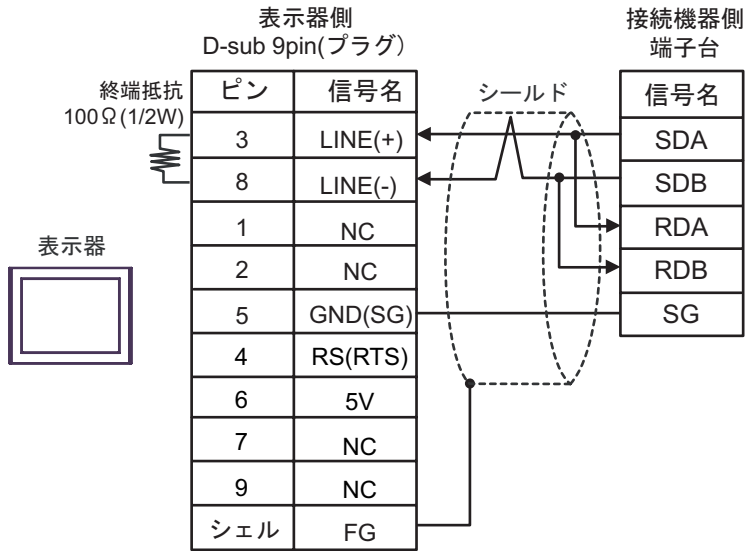 表示器側
D-sub 9pin(プラグ)
接続機器側
端子台
終端抵抗
100Ω(1/2W)
表示器
シールド
ピン 信号名
3 LINE(+)
8 LINE(-)
1 NC
2 NC
5 GND(SG)
4 RS(RTS)
6 5V
7 NC
9 NC
シェル FG
信号名
SDA
SDB
RDA
RDB
SG